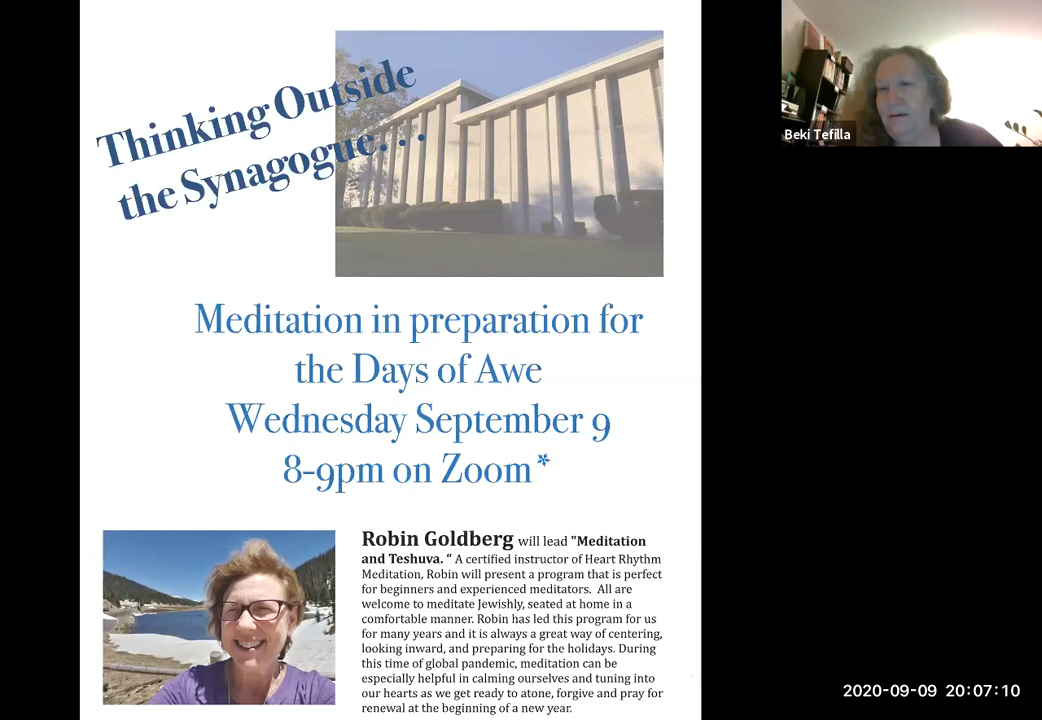 Thinking Outside
the Synagogue. . .
Beki Tefilla
Meditation in preparation for
the Days of Awe
Wednesday September 9
8-9pm on Zoom*
Robin Goldberg will lead "Meditation
and Teshuva. “ A certified instructor of Heart Rhythm
Meditation, Robin will present a program that is perfect
for beginners and experienced meditators. All are
welcome to meditate Jewishly, seated at home in a
comfortable manner. Robin has led this program for us
for many years and it is always a great way of centering,
looking inward, and preparing for the holidays. During
this time of global pandemic, meditation can be
especially helpful in calming ourselves and tuning into
our hearts as we get ready to atone, forgive and pray for
renewal at the beginning of a new year.
2020-09-09 20:07:10